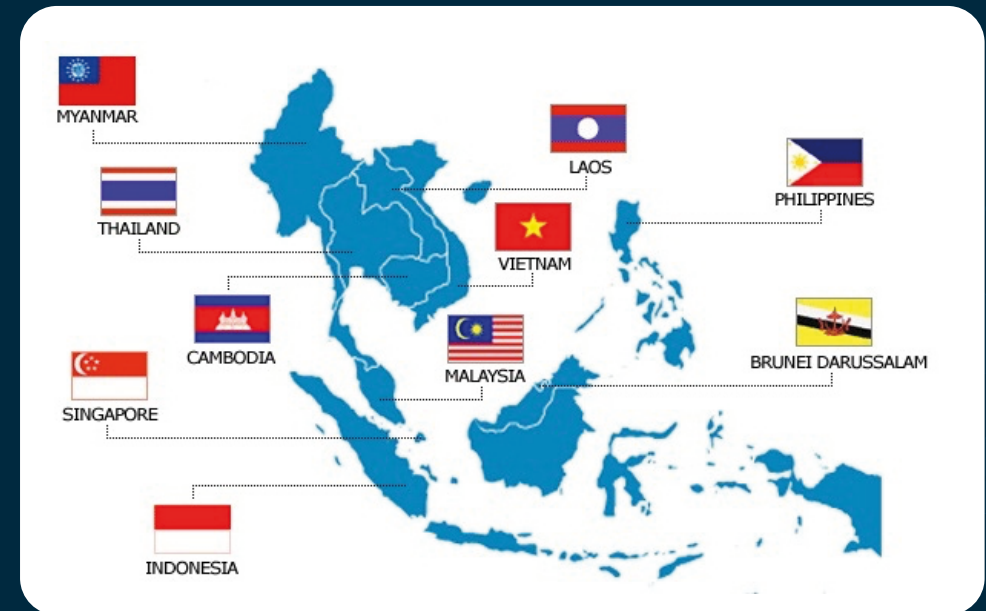 MYANMAR
LAOS
PHILIPPINES
THAILAND
VIETNAM
CAMBODIA
MALAYSIA
BRUNEI DARUSSALAM
SINGAPORE
INDONESIA